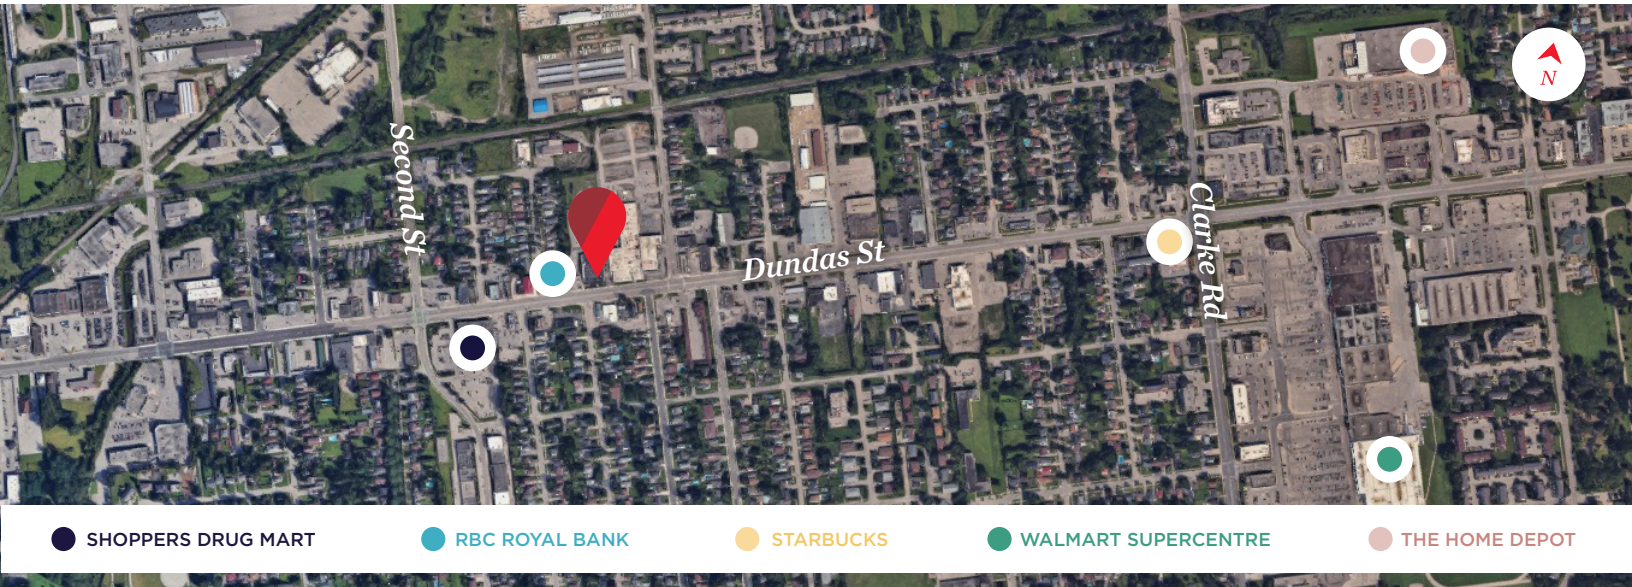 N
Second St
Dundas St
Clarke Rd
SHOPPERS DRUG MART
RBC ROYAL BANK
STARBUCKS
WALMART SUPERCENTRE
THE HOME DEPOT